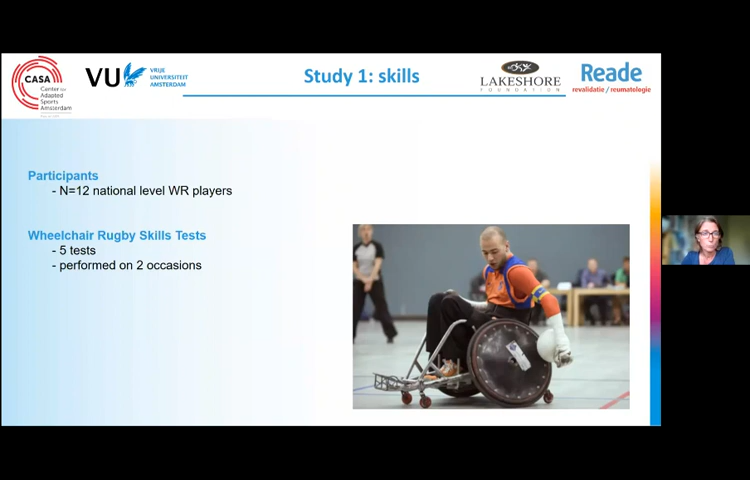 CASA
Center for
Adapted
Sports
Amsterdam
VU
VRIJE
UNIVERSITEIT
AMSTERDAM
Study 1: skills
LAKESHORE
FOUNDATION
Reade
revalidatie / reumatologie
Participants
- N=12 national level WR players
Wheelchair Rugby Skills Tests
- 5 tests
- performed on 2 occasions